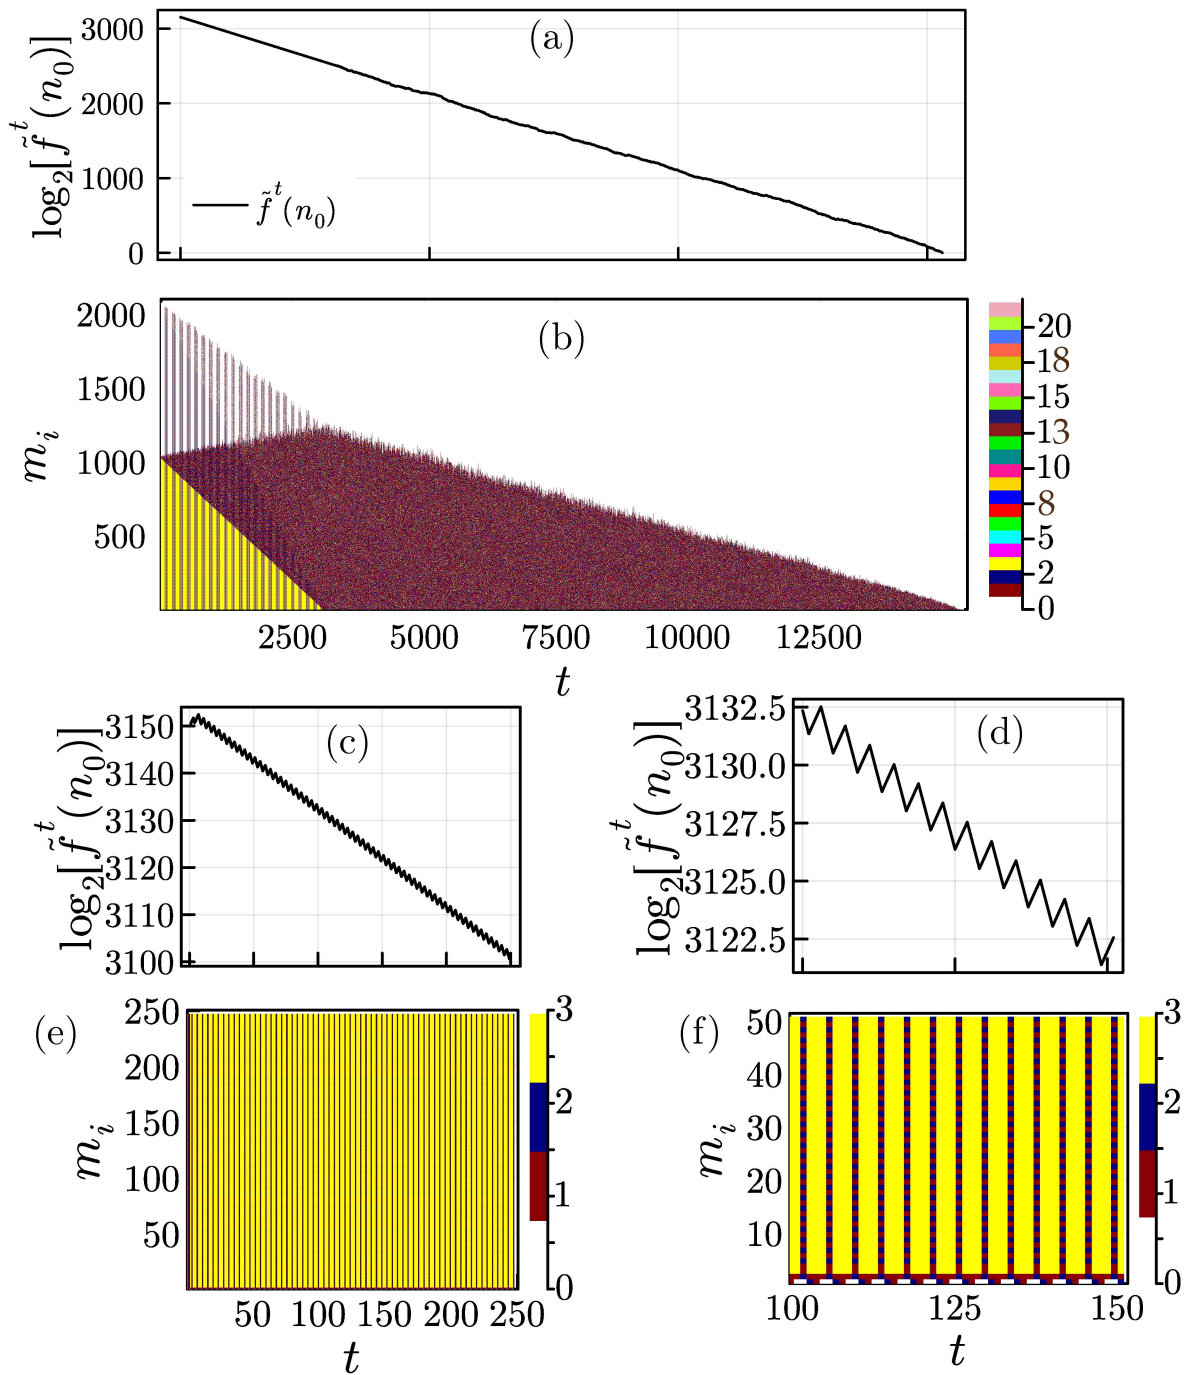 (a)
log₂[f̃ᵗ(n₀)]
3000
2000
1000
0
f̃ᵗ(n₀)
(b)
mᵢ
2000
1500
1000
500
2500 5000 7500 10000 12500
t
20
18
15
13
10
8
5
2
0
(c)
log₂[f̃ᵗ(n₀)]
3150
3140
3130
3120
3110
3100
(d)
log₂[f̃ᵗ(n₀)]
3132.5
3130.0
3127.5
3125.0
3122.5
(e)
mᵢ
250
200
150
100
50
50 100 150 200 250
t
3
2
1
0
(f)
mᵢ
50
40
30
20
10
100 125 150
t
3
2
1
0